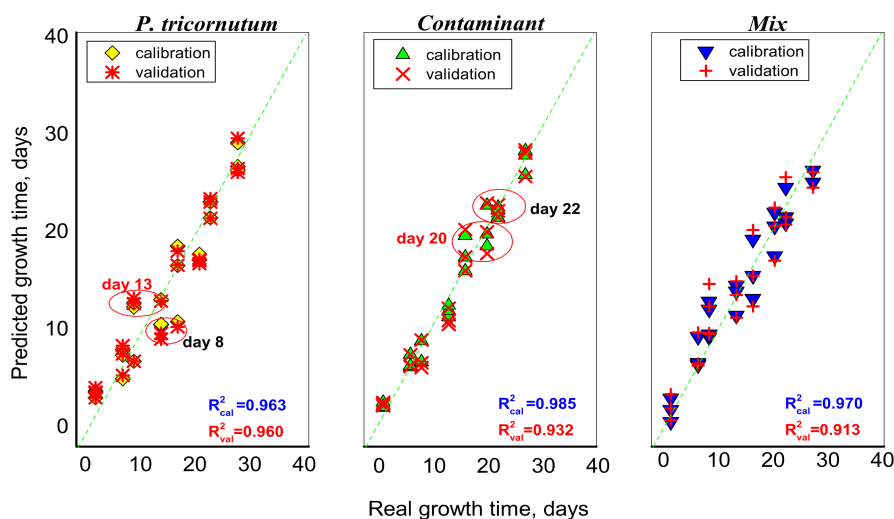 P. tricornutum
Contaminant
Mix
calibration
validation
calibration
validation
calibration
validation
40
30
20
10
0
Predicted growth time, days
day 13
day 8
day 20
day 22
R²cal=0.963
R²val=0.960
R²cal=0.985
R²val=0.932
R²cal=0.970
R²val=0.913
0 10 20 30 40
0 10 20 30 40
0 10 20 30 40
Real growth time, days